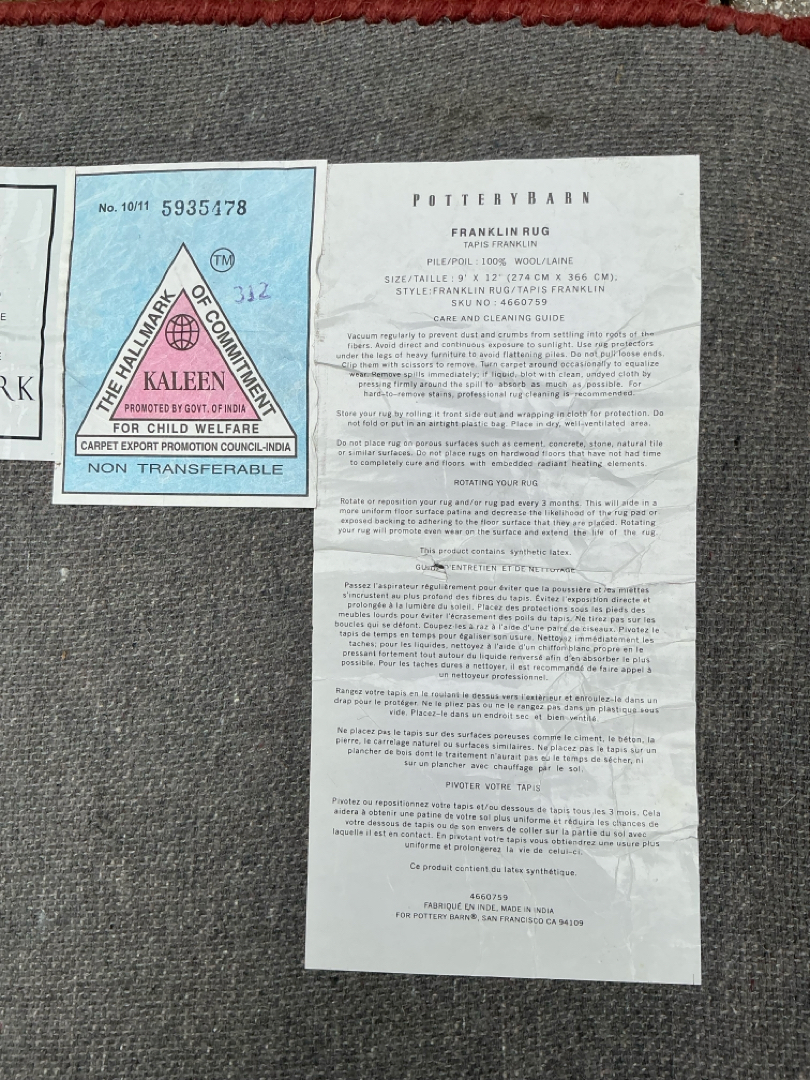 E
E
RK
No. 10/11 5935478
TM
312
THE HALLMARK OF COMMITMENT
KALEEN
PROMOTED BY GOVT. OF INDIA
FOR CHILD WELFARE
CARPET EXPORT PROMOTION COUNCIL-INDIA
NON TRANSFERABLE
POTTERYBARN
FRANKLIN RUG
TAPIS FRANKLIN
PILE/POIL : 100% WOOL/LAINE
SIZE/TAILLE : 9' X 12' (274 CM X 366 CM),
STYLE:FRANKLIN RUG/TAPIS FRANKLIN
SKU NO : 4660759
CARE AND CLEANING GUIDE
Vacuum regularly to prevent dust and crumbs from settling into roots of the
fibers. Avoid direct and continuous exposure to sunlight. Use rug protectors
under the legs of heavy furniture to avoid flattening piles. Do not pull loose ends.
Clip them with scissors to remove. Turn carpet around occasionally to equalize
wear. Remove spills immediately; if liquid, blot with clean, undyed cloth by
pressing firmly around the spill to absorb as much as possible. For
hard-to-remove stains, professional rug cleaning is recommended.
Store your rug by rolling it front side out and wrapping in cloth for protection. Do
not fold or put in an airtight plastic bag. Place in dry, well-ventilated area.
Do not place rug on porous surfaces such as cement, concrete, stone, natural tile
or similar surfaces. Do not place rugs on hardwood floors that have not had time
to completely cure and floors with embedded radiant heating elements.
ROTATING YOUR RUG
Rotate or reposition your rug and/or rug pad every 3 months. This will aide in a
more uniform floor surface patina and decrease the likelihood of the rug pad or
exposed backing to adhering to the floor surface that they are placed. Rotating
your rug will promote even wear on the surface and extend the life of the rug.
This product contains synthetic latex.
GUIDE D'ENTRETIEN ET DE NETTOYAGE
Passez l'aspirateur régulièrement pour éviter que la poussière et les miettes
s'incrustent au plus profond des fibres du tapis. Évitez l'exposition directe et
prolongée à la lumière du soleil. Placez des protections sous les pieds des
meubles lourds pour éviter l'écrasement des poils du tapis. Ne tirez pas sur les
boucles qui se défont. Coupez-les à raz à l'aide d'une paire de ciseaux. Pivotez le
tapis de temps en temps pour égaliser son usure. Nettoyez immédiatement les
taches; pour les liquides, nettoyez à l'aide d'un chiffon blanc propre en le
pressant fortement tout autour du liquide renversé afin d'en absorber le plus
possible. Pour les taches dures a nettoyer, il est recommandé de faire appel à
un nettoyeur professionnel.
Rangez votre tapis en le roulant le dessus vers l'extérieur et enroulez-le dans un
drap pour le protéger. Ne le pliez pas ou ne le rangez pas dans un plastique sous
vide. Placez-le dans un endroit sec et bien ventilé.
Ne placez pas le tapis sur des surfaces poreuses comme le ciment, le béton, la
pierre, le carrelage naturel ou surfaces similaires. Ne placez pas le tapis sur un
plancher de bois dont le traitement n'aurait pas eu le temps de sécher, ni
sur un plancher avec chauffage par le sol.
PIVOTER VOTRE TAPIS
Pivotez ou repositionnez votre tapis et/ou dessous de tapis tous les 3 mois. Cela
aidera à obtenir une patine de votre sol plus uniforme et réduira les chances de
votre dessous de tapis ou de son envers de coller sur la partie du sol avec
laquelle il est en contact. En pivotant votre tapis vous obtiendrez une usure plus
uniforme et prolongerez la vie de celui-ci.
Ce produit contient du latex synthétique.
4660759
FABRIQUÉ EN INDE, MADE IN INDIA
FOR POTTERY BARN®, SAN FRANCISCO CA 94109